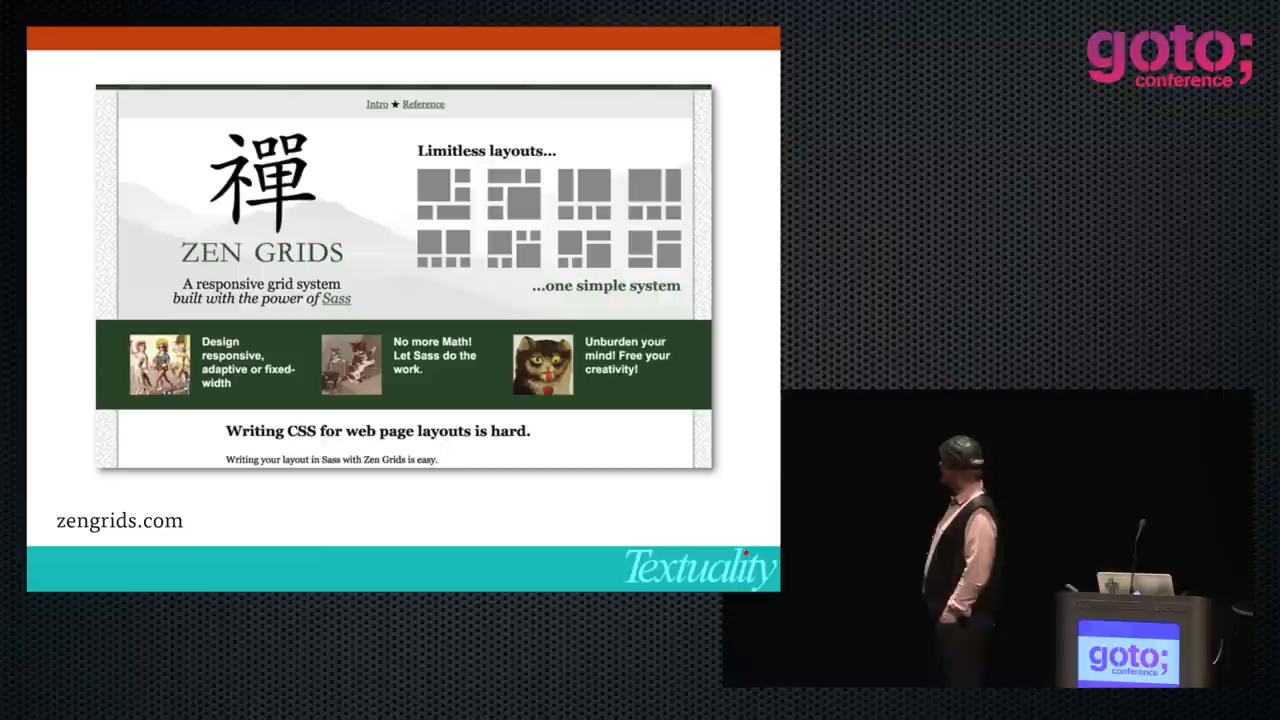 goto;
conference
Intro ★ Reference
禪
ZEN GRIDS
A responsive grid system
built with the power of Sass
Limitless layouts...
...one simple system
Design
responsive,
adaptive or fixed-
width
No more Math!
Let Sass do the
work.
Unburden your
mind! Free your
creativity!
Writing CSS for web page layouts is hard.
Writing your layout in Sass with Zen Grids is easy.
zengrids.com
Textuality
goto;
conference